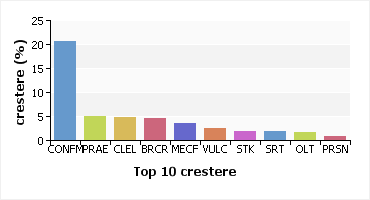 crestere (%)
25
20
15
10
5
0
CONFM PRAE CLEL BRCR MECF VULC STK SRT OLT PRSN
Top 10 crestere